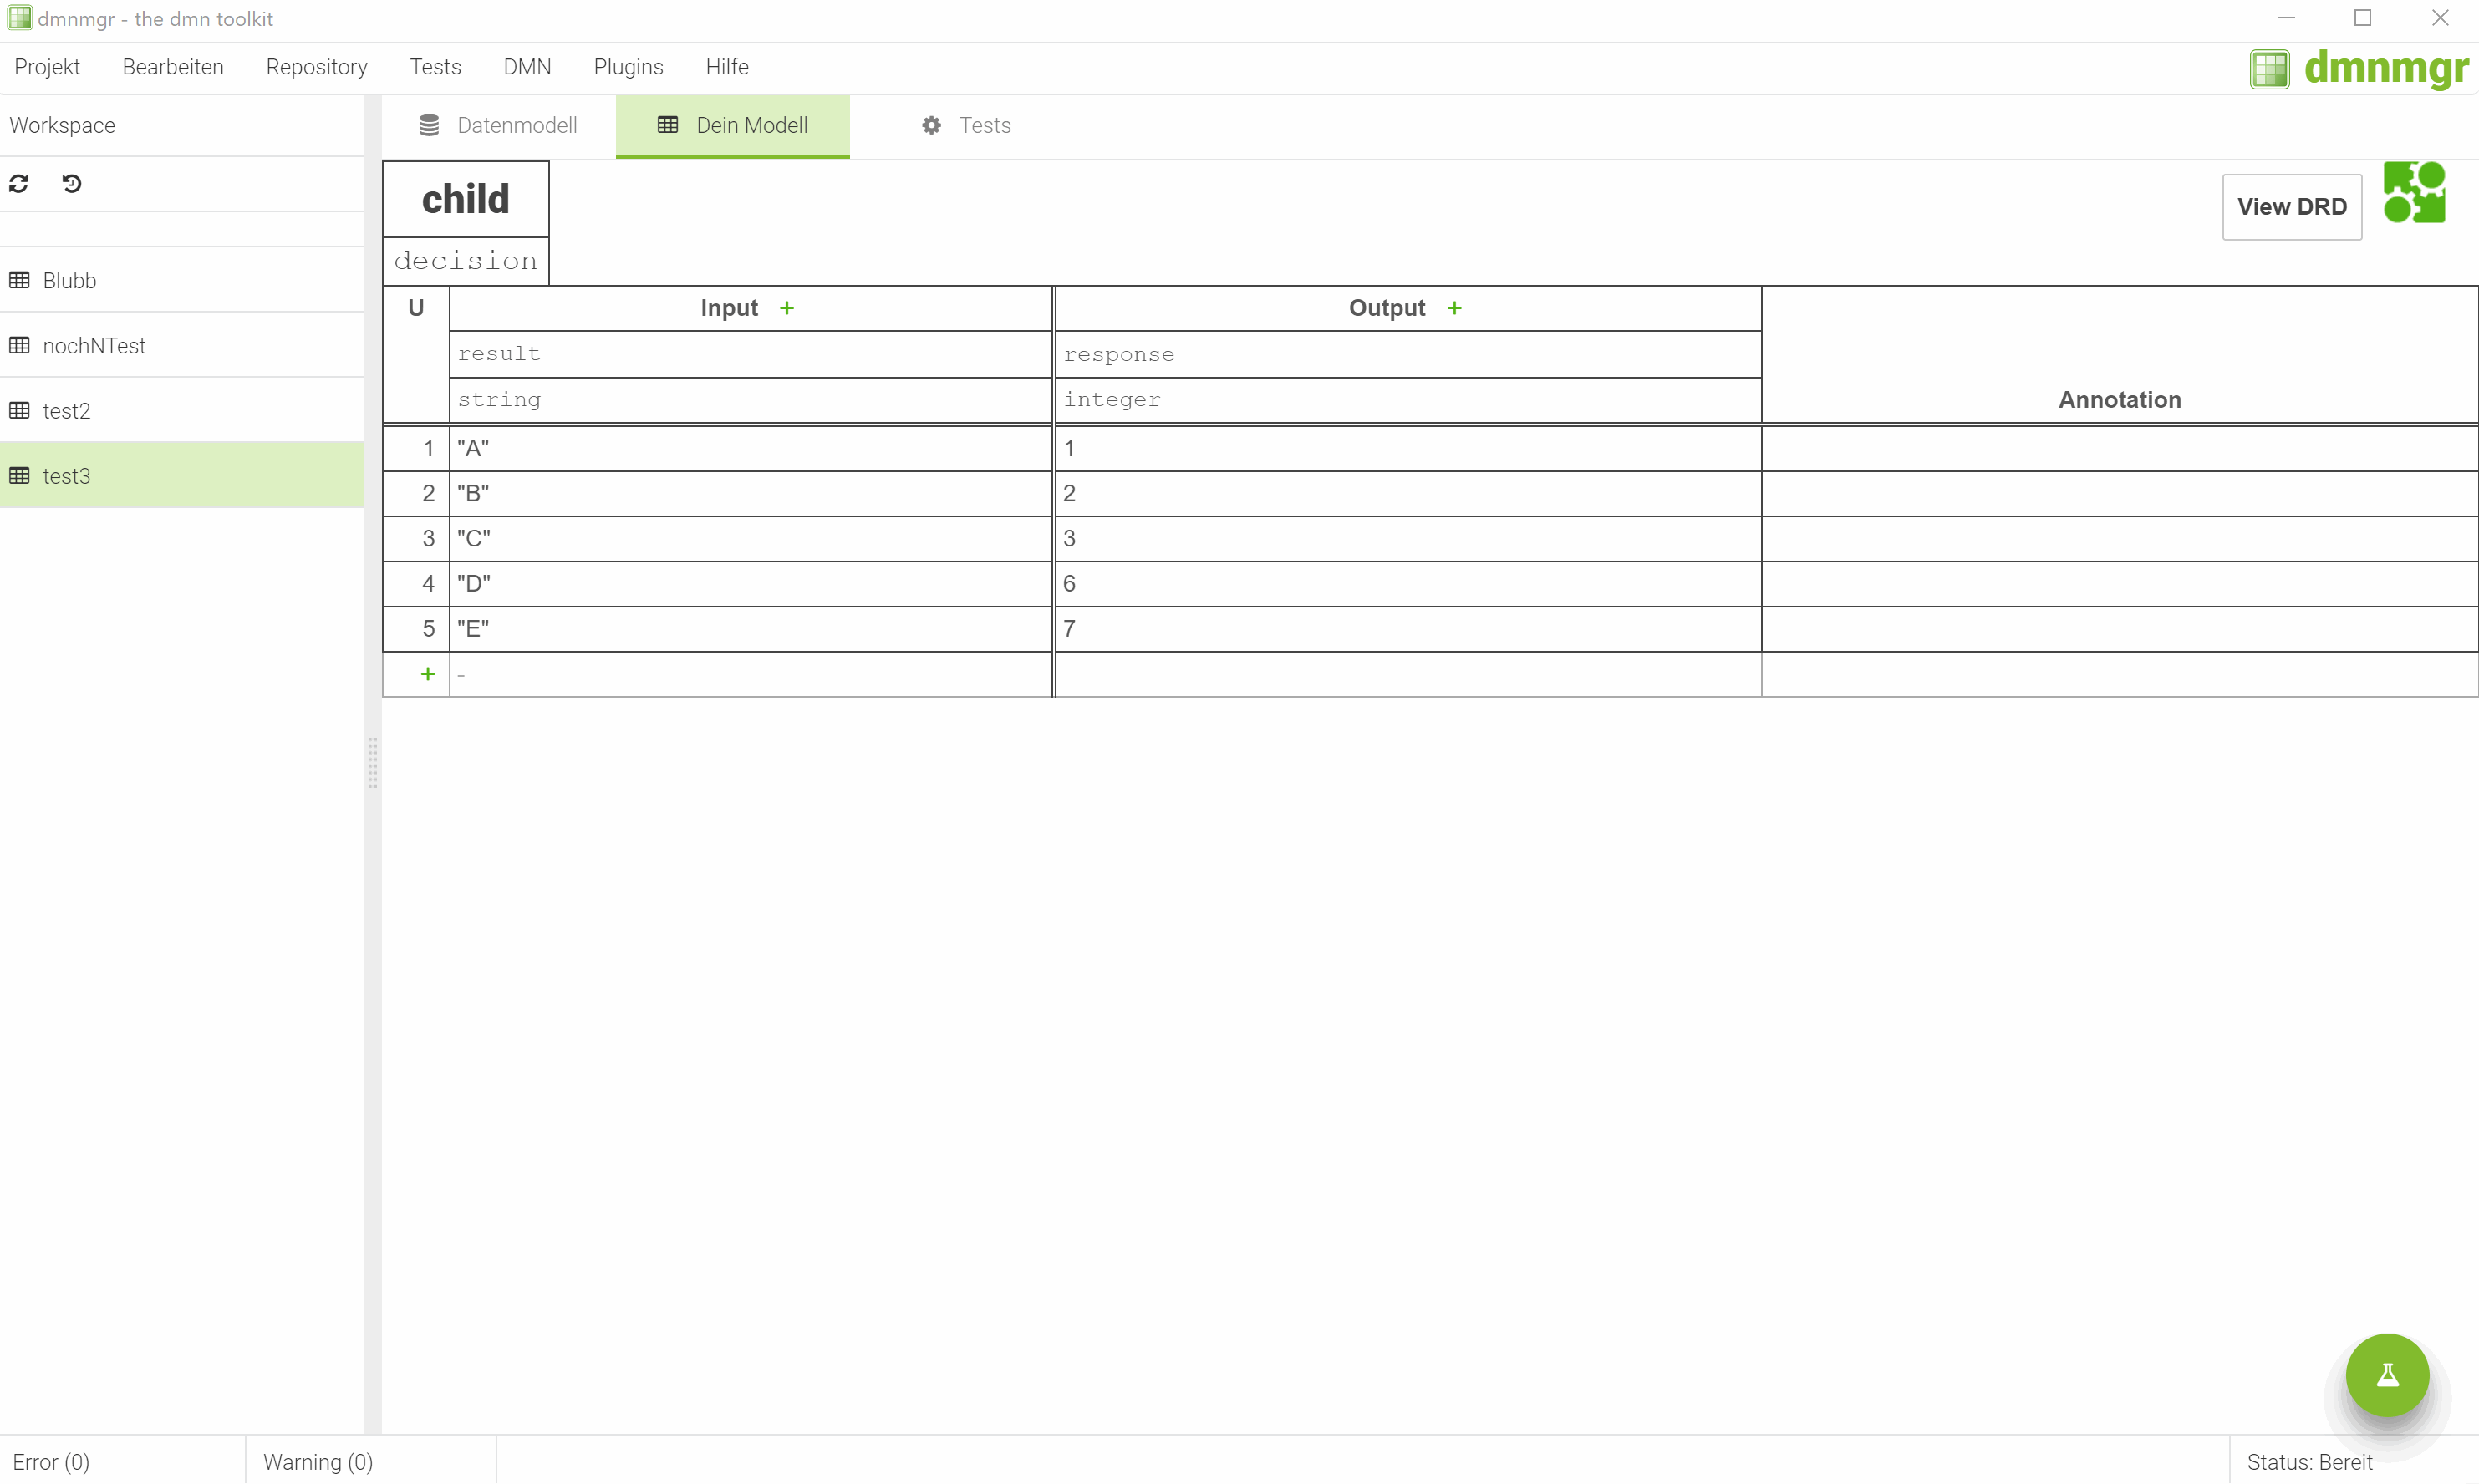 dmnmgr - the dmn toolkit
Projekt Bearbeiten Repository Tests DMN Plugins Hilfe dmnmgr
Workspace Datenmodell Dein Modell Tests
child View DRD
decision
U Input + Output +
result response
string integer Annotation
1 "A" 1
2 "B" 2
3 "C" 3
4 "D" 6
5 "E" 7
+ -
Blubb
nochNTest
test2
test3
Error (0) Warning (0) Status: Bereit